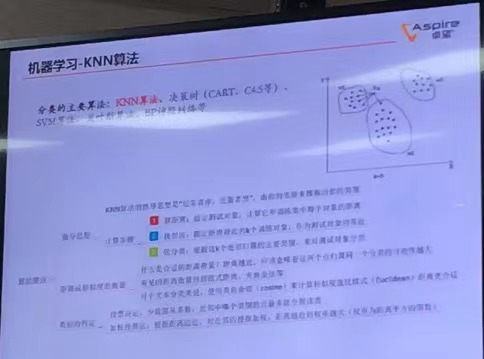 Aspire
卓望
机器学习-KNN算法
分类的主要算法：KNN算法、决策树（CART、C4.5等）、
SVM算法、贝叶斯算法、BP神经网络等
KNN算法的指导思想是“近朱者赤，近墨者黑”，由你的邻居来推断出你的类别
指导思想
计算步骤
1 算距离：给定测试对象，计算它和训练集中每个对象的距离
2 找邻居：圈定距离最近的k个训练对象，作为测试对象的近邻
3 做分类：根据这k个近邻归属的主要类别，来对测试对象分类
算法要点
距离或相似度的衡量
什么是合适的距离衡量？距离越近，应该意味着这两个点归属同一个分类的可能性越大
常见的距离衡量包括欧式距离、夹角余弦等
对于文本分类来说，使用夹角余弦（cosine）来计算相似度就比欧式（Euclidean）距离更合适
类别的判定
投票决定：少数服从多数，近邻中哪个类别的点最多就分到该类
加权投票法：根据距离远近，对近邻的投票加权，距离越近则权重越大（权重为距离平方的倒数）